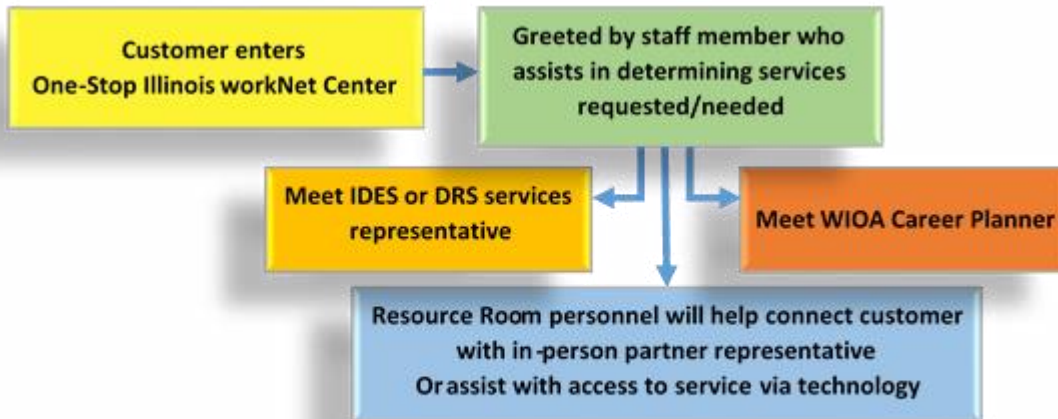 Customer enters
One-Stop Illinois workNet Center
Greeted by staff member who
assists in determining services
requested/needed
Meet IDES or DRS services
representative
Meet WIOA Career Planner
Resource Room personnel will help connect customer
with in-person partner representative
Or assist with access to service via technology